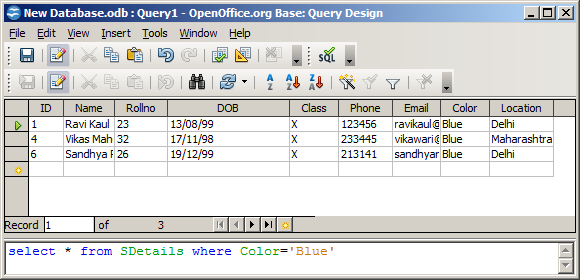 New Database.odb : Query1 - OpenOffice.org Base: Query Design
File Edit View Insert Tools Window Help
SQL
ID Name Rollno DOB Class Phone Email Color Location
1 Ravi Kaul 23 13/08/99 X 123456 ravikaul@ Blue Delhi
4 Vikas Mah 32 17/11/98 X 233445 vikawari@ Blue Maharashtra
6 Sandhya P 26 19/12/99 X 213141 sandhyar Blue Delhi
Record 1 of 3
select * from SDetails where Color='Blue'